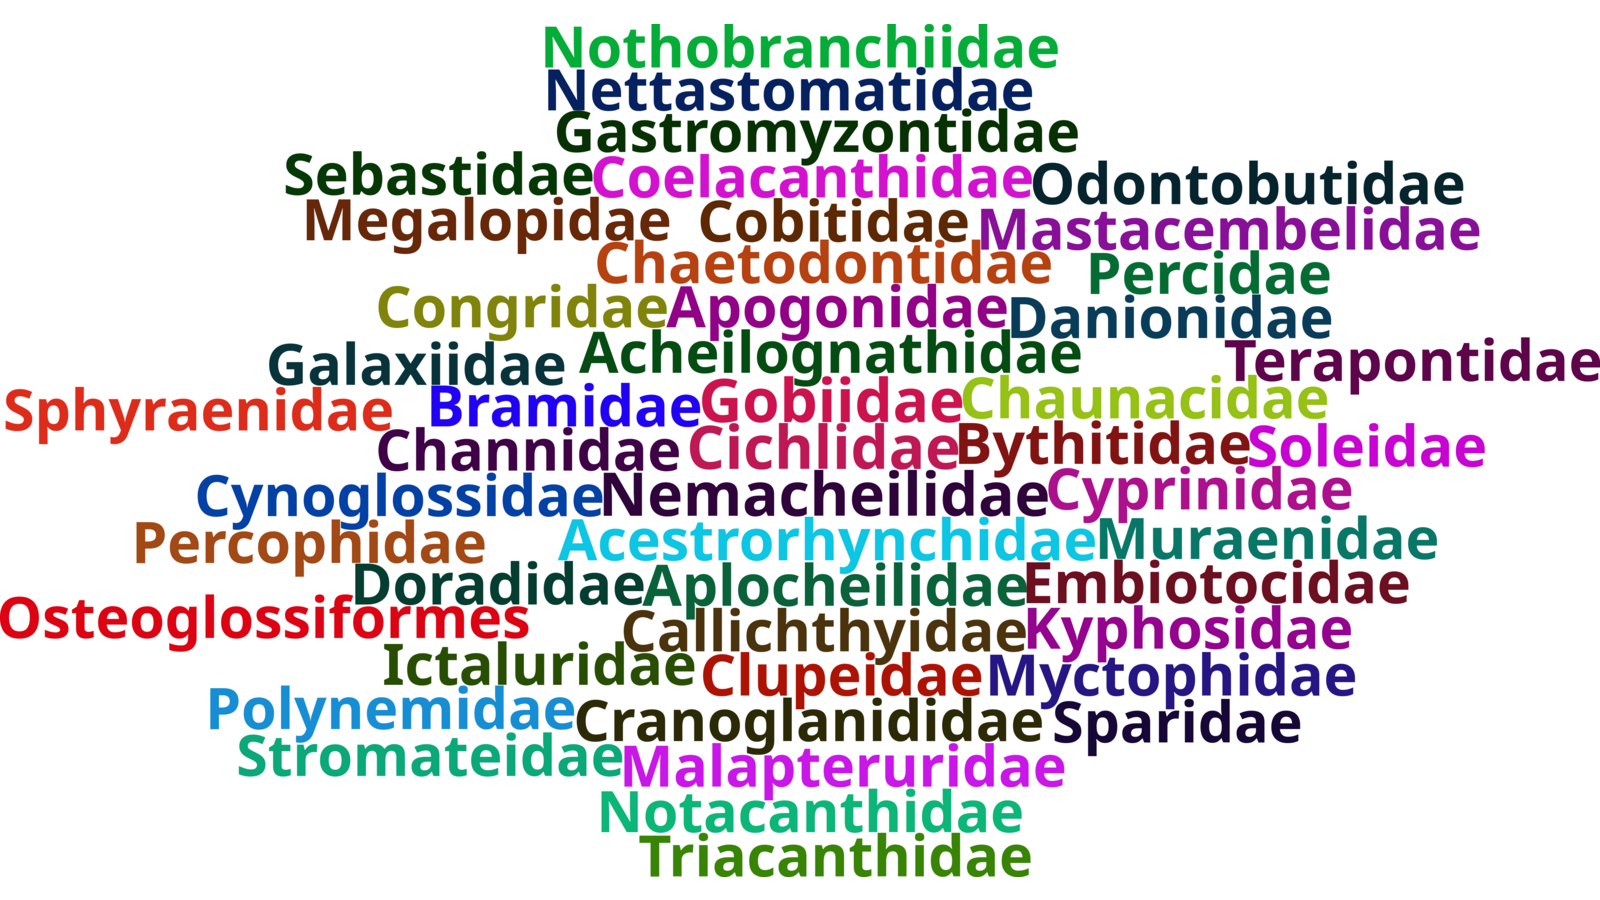 Nothobranchiidae
Nettastomatidae
Gastromyzontidae
Sebastidae Coelacanthidae Odontobutidae
Megalopidae Cobitidae Mastacembelidae
Chaetodontidae Percidae
Congridae Apogonidae Danionidae
Galaxiidae Acheilognathidae Terapontidae
Sphyraenidae Bramidae Gobiidae Chaunacidae
Channidae Cichlidae Bythitidae Soleidae
Cynoglossidae Nemacheilidae Cyprinidae
Percophidae Acestrorhynchidae Muraenidae
Doradidae Aplocheilidae Embiotocidae
Osteoglossiformes Callichthyidae Kyphosidae
Ictaluridae Clupeidae Myctophidae
Polynemidae Cranoglanididae Sparidae
Stromateidae Malapteruridae
Notacanthidae
Triacanthidae